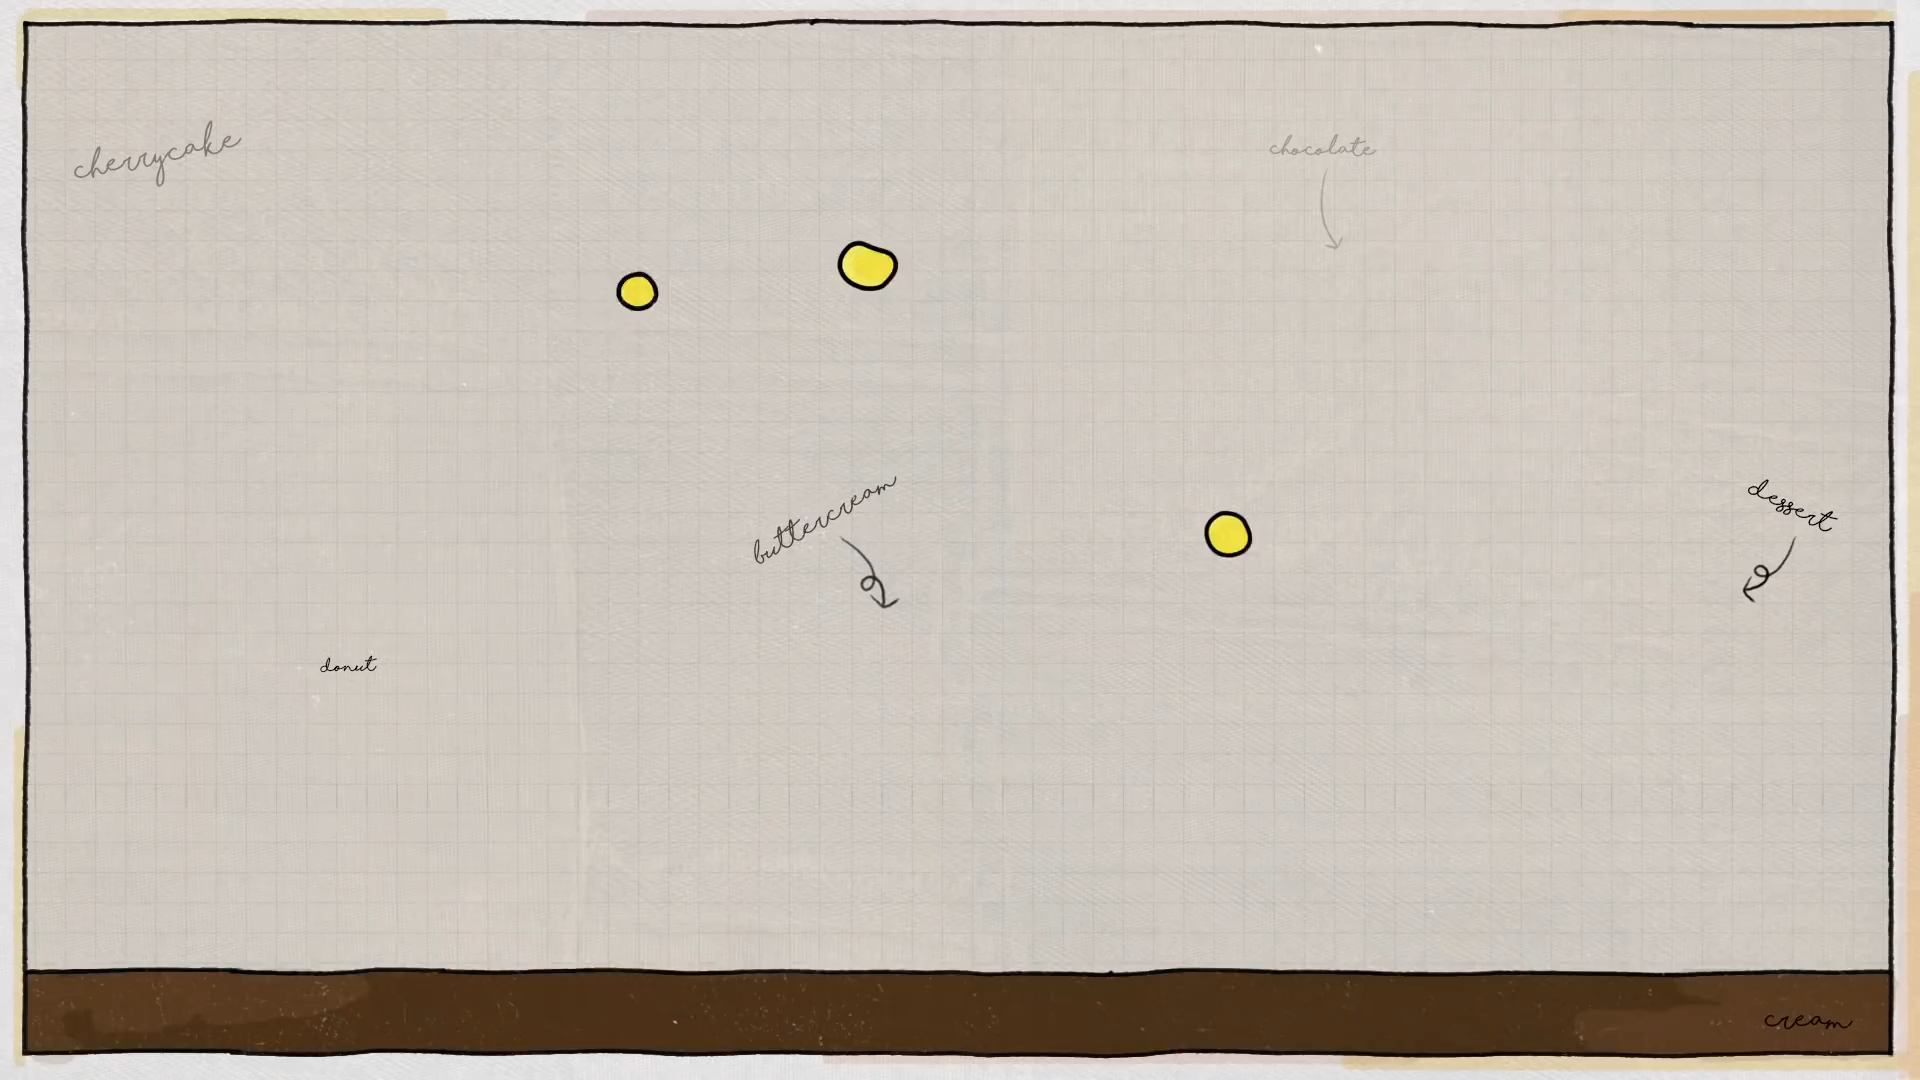 cherrycake
chocolate
buttercream
dessert
donut
cream